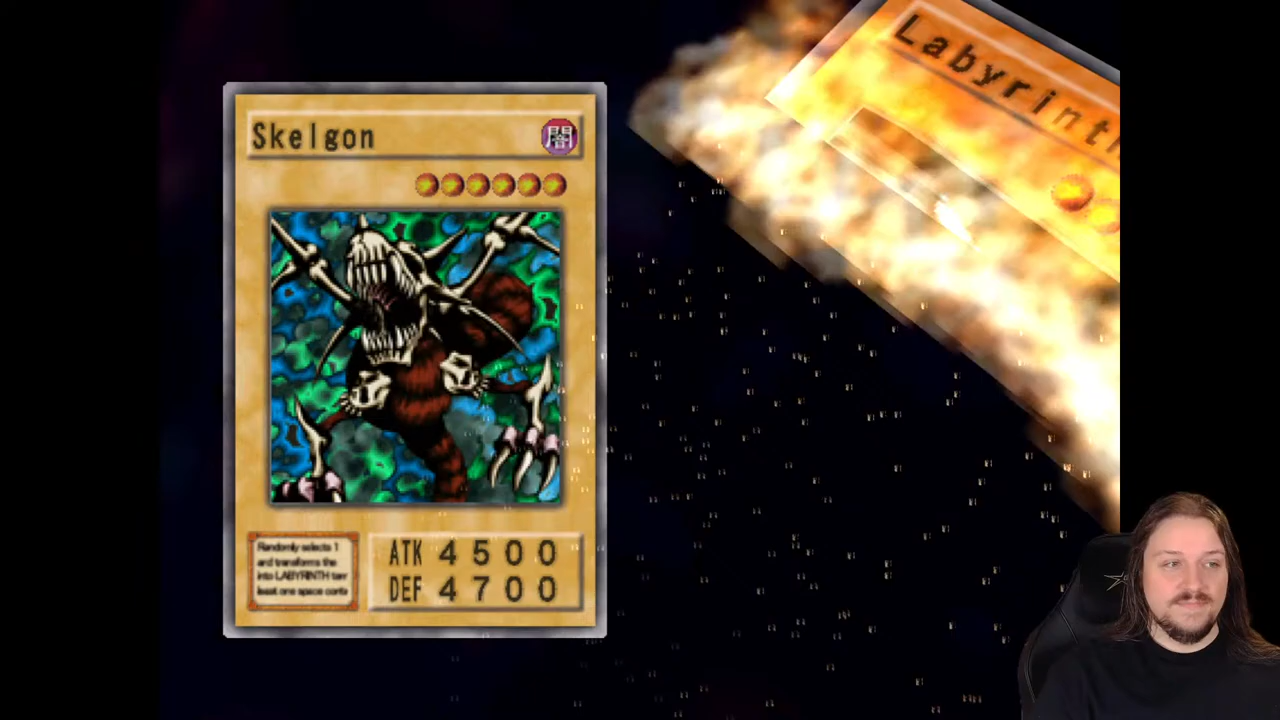 Skelgon
闇
Labyrinth
Randomly selects 1
and transforms the
into LABYRINTH terr
least one space conta
ATK 4500
DEF 4700